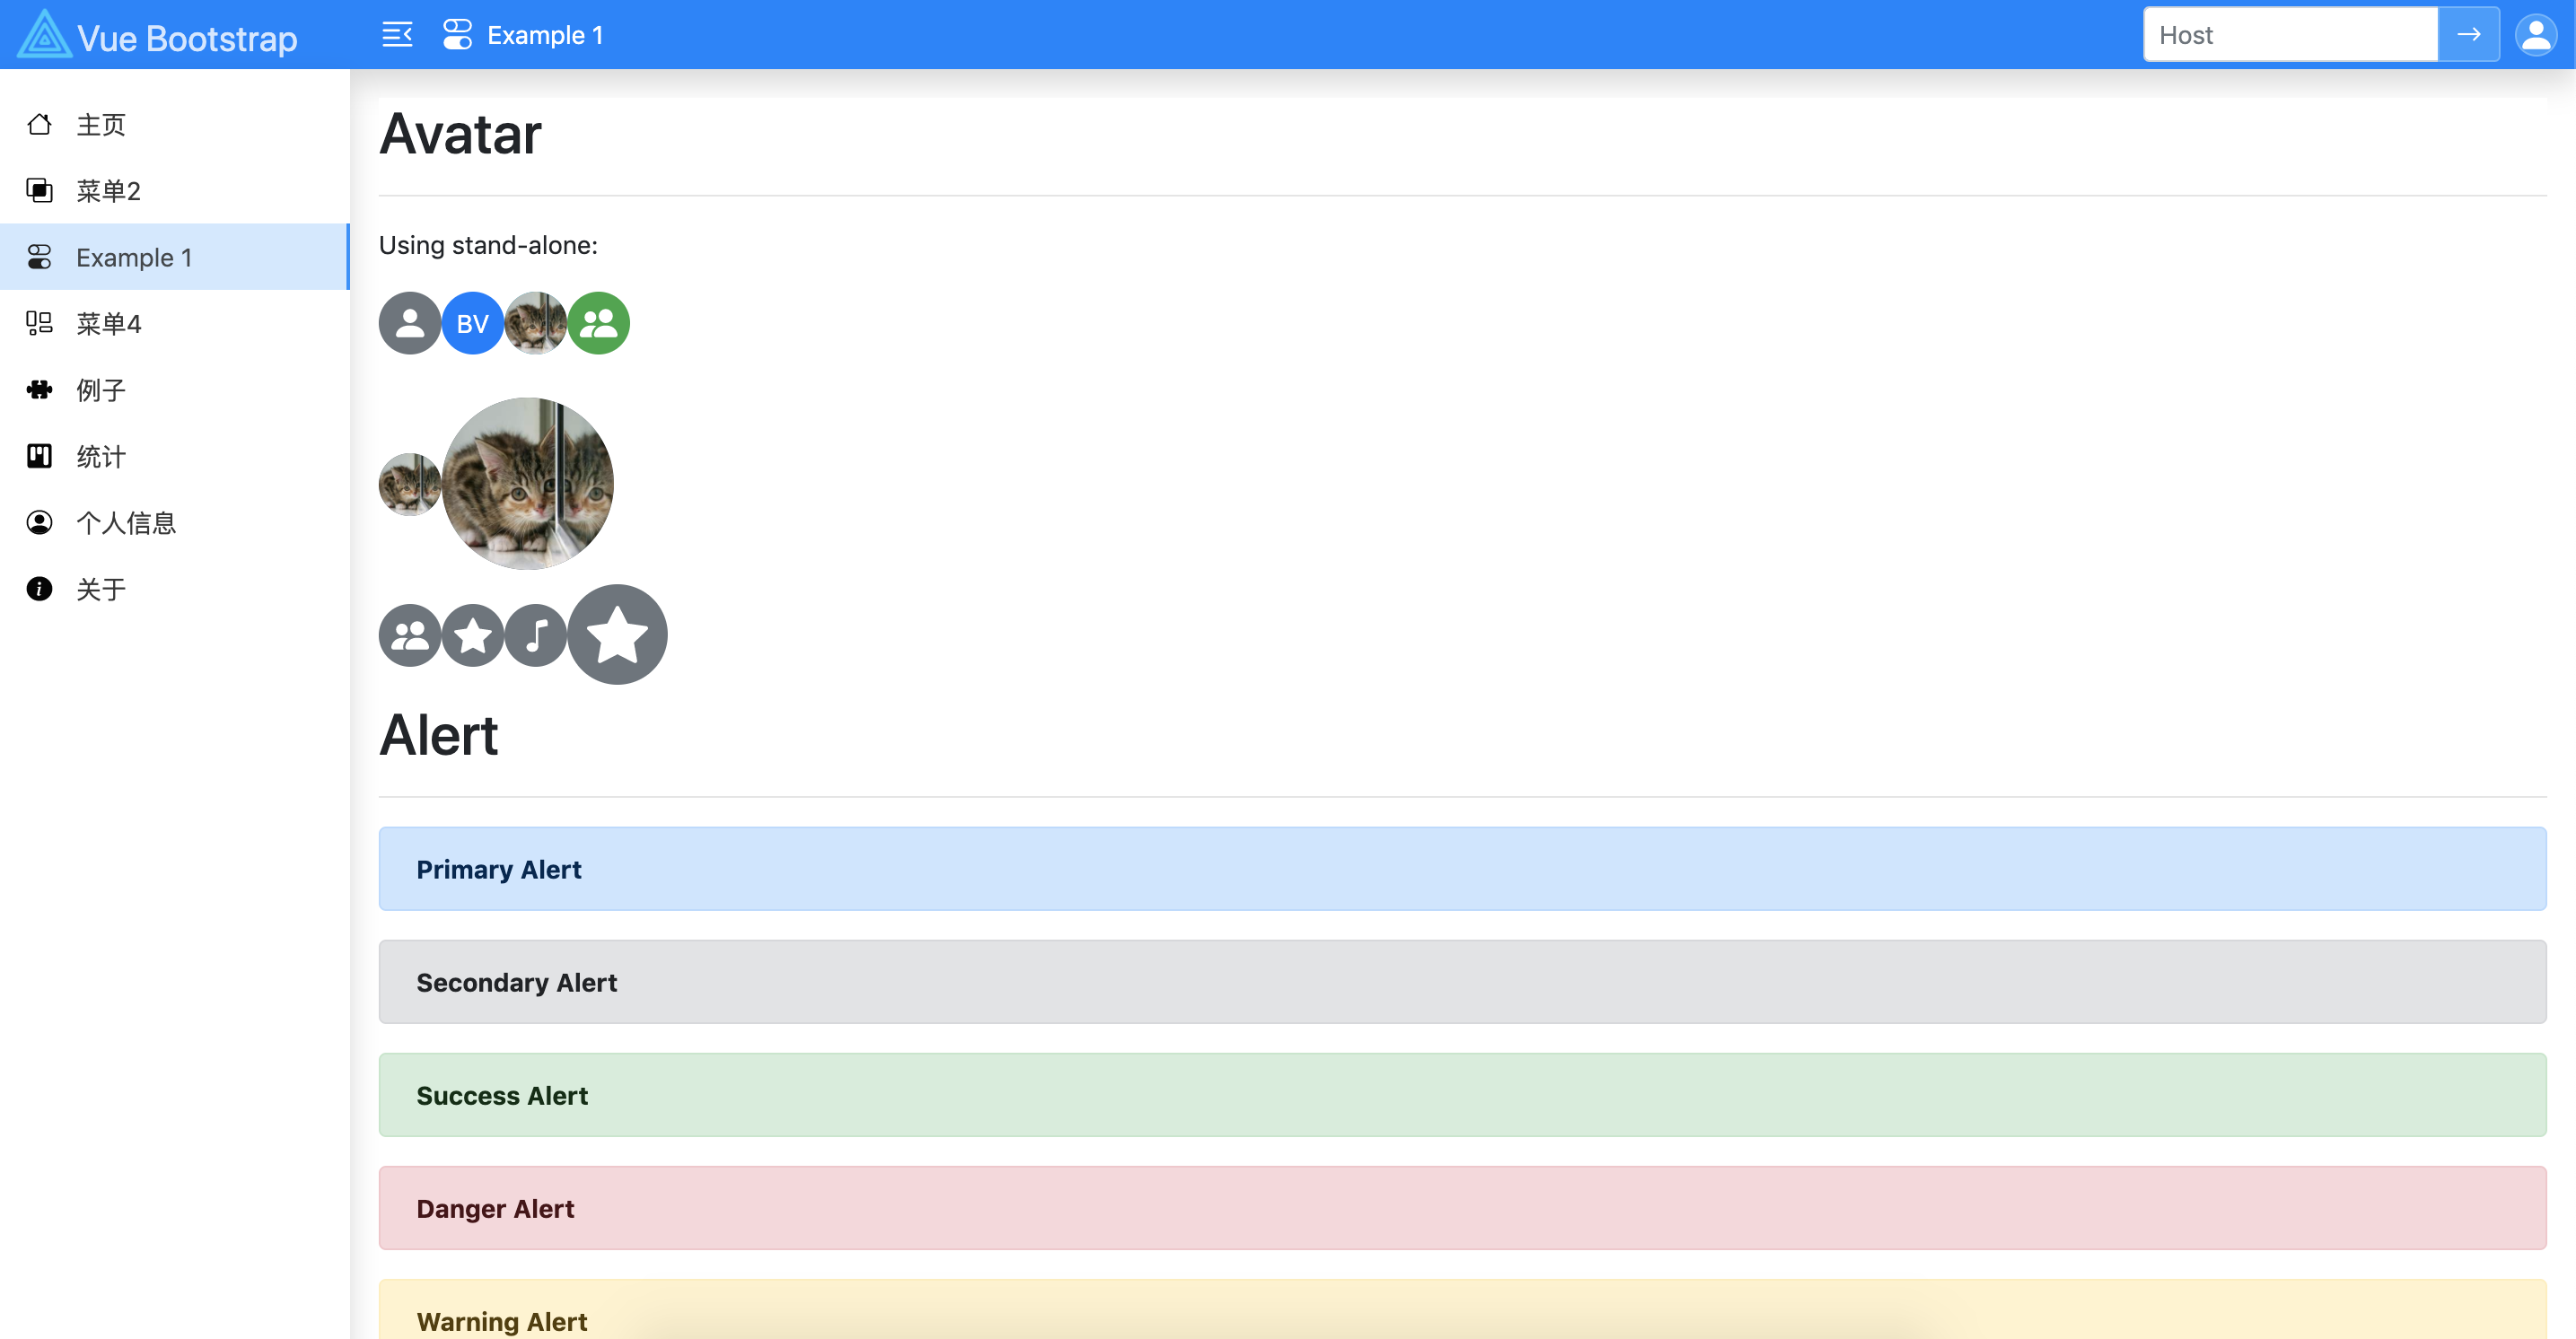 Vue Bootstrap
Example 1
Host
主页
菜单2
Example 1
菜单4
例子
统计
个人信息
关于
Avatar
Using stand-alone:
BV
Alert
Primary Alert
Secondary Alert
Success Alert
Danger Alert
Warning Alert